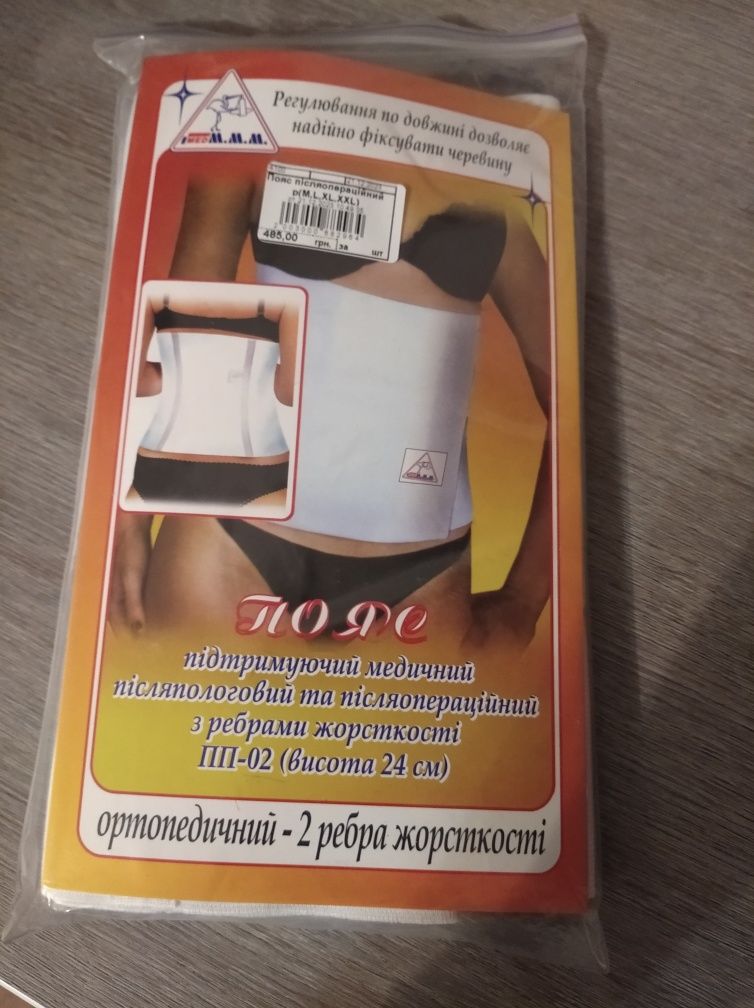 Регулювання по довжині дозволяє
надійно фіксувати черевину
MED М.М.М.
Пояс післяопераційний
р(M,L,XL,XXL)
485,00 грн. за шт
ПОЯС
підтримуючий медичний
післяпологовий та післяопераційний
з ребрами жорсткості
ПП-02 (висота 24 см)
ортопедичний - 2 ребра жорсткості